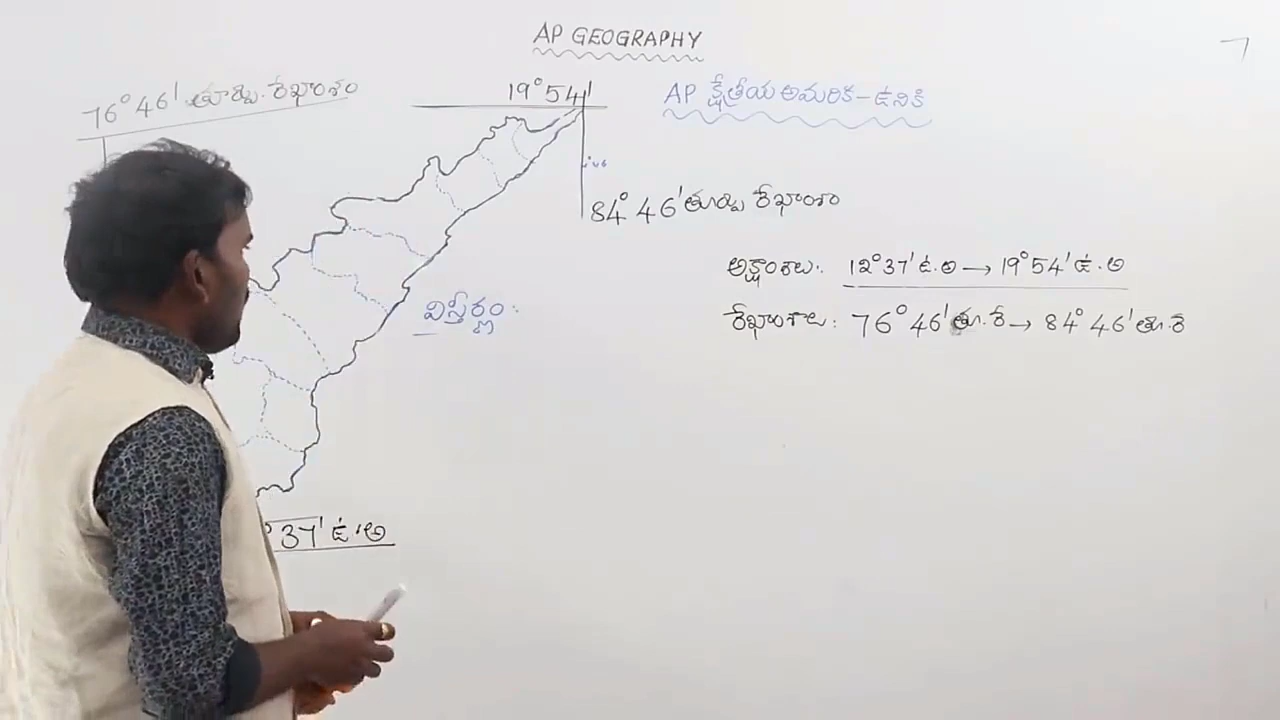 AP GEOGRAPHY
76° 46' తూర్పు. రేఖాంశం
19° 54'
AP క్షేత్రీయ అమరిక - ఉనికి
84° 46' తూర్పు రేఖాంశం
అక్షాంశాలు: 12° 37' ఉ.అ → 19° 54' ఉ.అ
విస్తీర్ణం:
రేఖాంశాలు: 76° 46' తూ.రే → 84° 46' తూ.రే
° 37' ఉ.అ